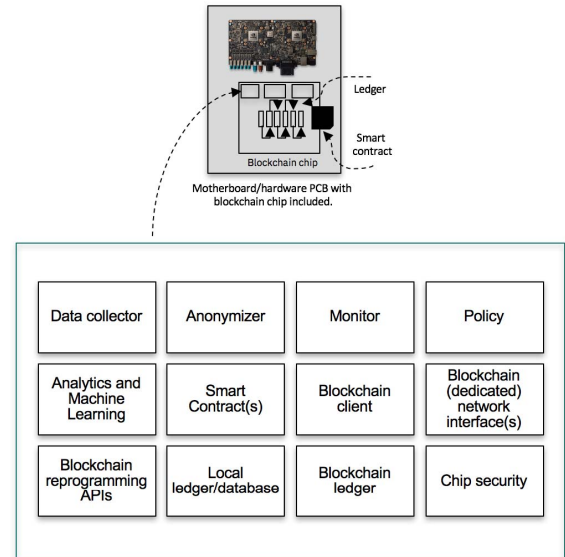 Ledger
Smart
contract
Blockchain chip
Motherboard/hardware PCB with
blockchain chip included.
Data collector
Anonymizer
Monitor
Policy
Analytics and
Machine
Learning
Smart
Contract(s)
Blockchain
client
Blockchain
(dedicated)
network
interface(s)
Blockchain
reprogramming
APIs
Local
ledger/database
Blockchain
ledger
Chip security